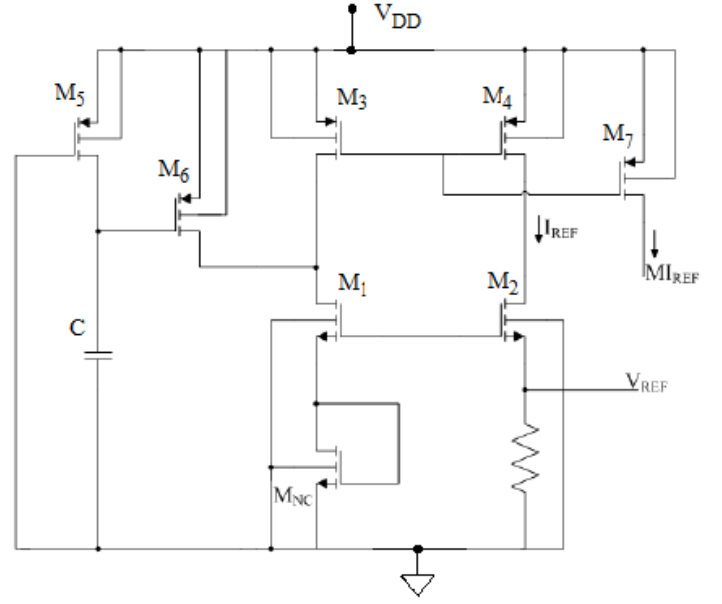 V_DD
M_5
M_3
M_4
M_7
M_6
I_REF
MI_REF
M_1
M_2
C
V_REF
M_NC